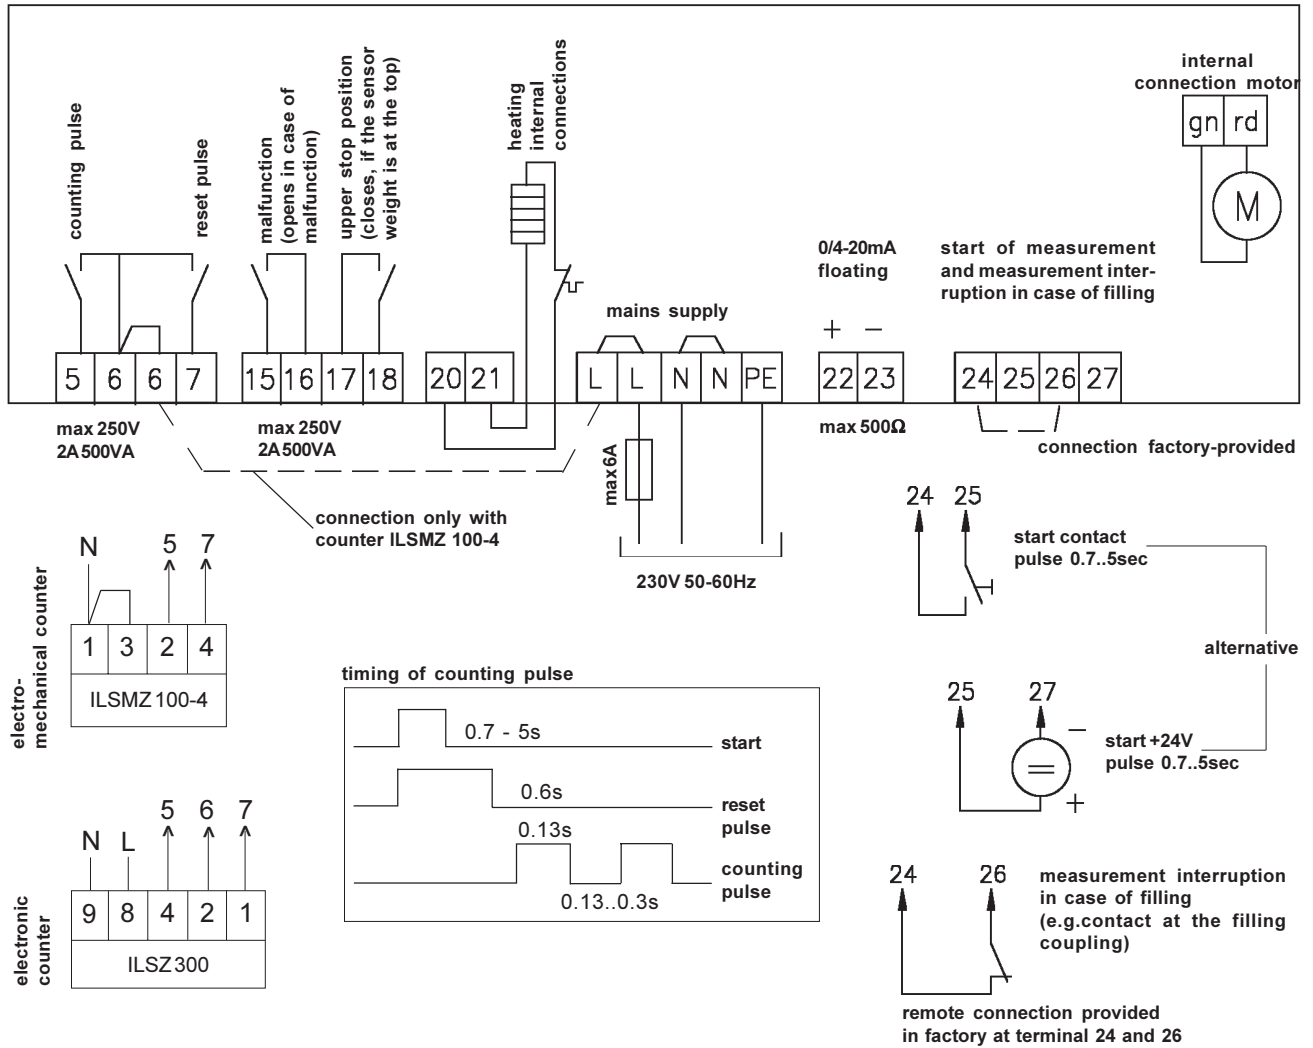 counting pulse
reset pulse
malfunction
(opens in case of
malfunction)
upper stop position
(closes, if the sensor
weight is at the top)
heating
internal
connections
internal
connection motor
gn rd
M
0/4-20mA
floating
+ −
start of measurement
and measurement inter-
ruption in case of filling
mains supply
5 6 6 7
15 16 17 18
20 21
L L N N PE
22 23
24 25 26 27
max 250V
2A 500VA
max 250V
2A 500VA
max 6A
max 500Ω
connection factory-provided
connection only with
counter ILSMZ 100-4
230V 50-60Hz
24 25
start contact
pulse 0.7..5sec
alternative
25 27
−
+
start +24V
pulse 0.7..5sec
24 26
measurement interruption
in case of filling
(e.g.contact at the filling
coupling)
remote connection provided
in factory at terminal 24 and 26
electro-
mechanical counter
N 5 7
1 3 2 4
ILSMZ 100-4
electronic
counter
N L 5 6 7
9 8 4 2 1
ILSZ 300
timing of counting pulse
0.7 - 5s
start
0.6s
reset
pulse
0.13s
counting
pulse
0.13..0.3s